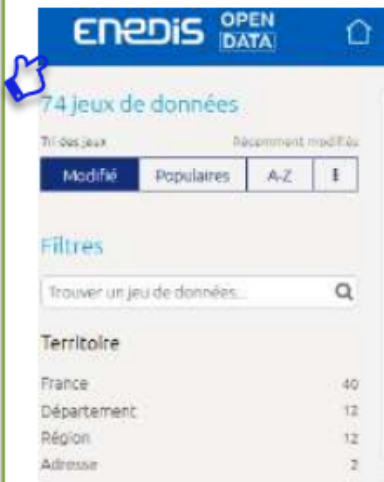 enedis OPEN DATA
74 jeux de données
Tri des jeux Récemment modifiés
Modifié Populaires A-Z
Filtres
Trouver un jeu de données...
Territoire
France 40
Département 12
Région 12
Adresse 2